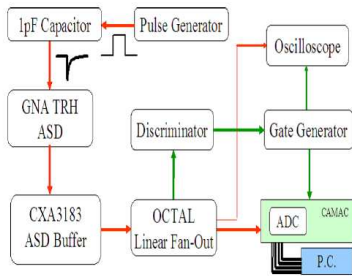 1pF Capacitor
Pulse Generator
Oscilloscope
GNA TRH
ASD
Discriminator
Gate Generator
CXA3183
ASD Buffer
OCTAL
Linear Fan-Out
CAMAC
ADC
P.C.